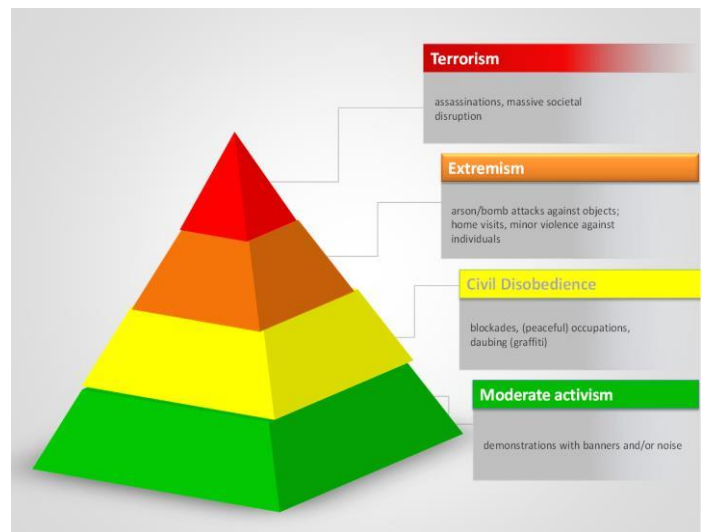 Terrorism
assassinations, massive societal
disruption
Extremism
arson/bomb attacks against objects;
home visits, minor violence against
individuals
Civil Disobedience
blockades, (peaceful) occupations,
daubing (graffiti)
Moderate activism
demonstrations with banners and/or noise